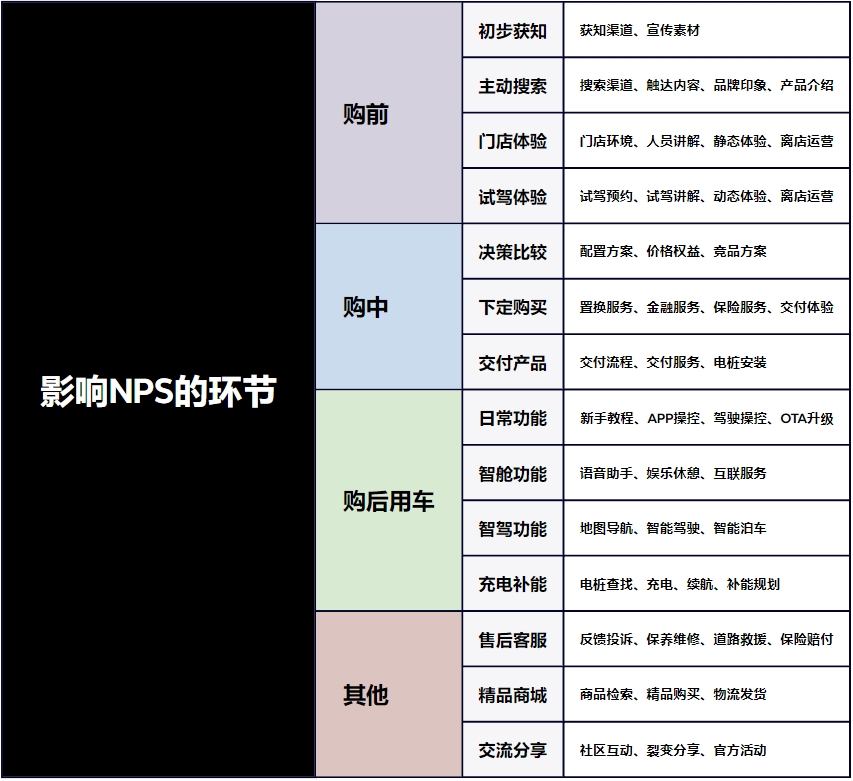 影响NPS的环节
购前
初步获知
获知渠道、宣传素材
主动搜索
搜索渠道、触达内容、品牌印象、产品介绍
门店体验
门店环境、人员讲解、静态体验、离店运营
试驾体验
试驾预约、试驾讲解、动态体验、离店运营
购中
决策比较
配置方案、价格权益、竞品方案
下定购买
置换服务、金融服务、保险服务、交付体验
交付产品
交付流程、交付服务、电桩安装
购后用车
日常功能
新手教程、APP操控、驾驶操控、OTA升级
智舱功能
语音助手、娱乐休憩、互联服务
智驾功能
地图导航、智能驾驶、智能泊车
充电补能
电桩查找、充电、续航、补能规划
其他
售后客服
反馈投诉、保养维修、道路救援、保险赔付
精品商城
商品检索、精品购买、物流发货
交流分享
社区互动、裂变分享、官方活动